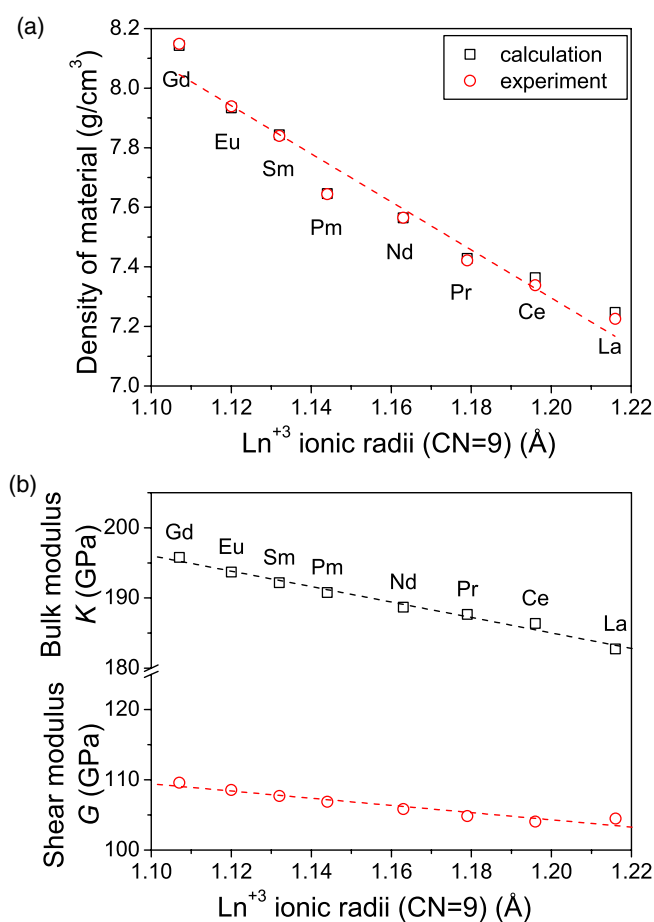 (a)
8.2
8.0
7.8
7.6
7.4
7.2
7.0
Density of material (g/cm³)
calculation
experiment
Gd
Eu
Sm
Pm
Nd
Pr
Ce
La
1.10 1.12 1.14 1.16 1.18 1.20 1.22
Ln⁺³ ionic radii (CN=9) (Å)
(b)
200
190
180
120
110
100
Bulk modulus
K (GPa)
Shear modulus
G (GPa)
Gd
Eu
Sm
Pm
Nd
Pr
Ce
La
1.10 1.12 1.14 1.16 1.18 1.20 1.22
Ln⁺³ ionic radii (CN=9) (Å)